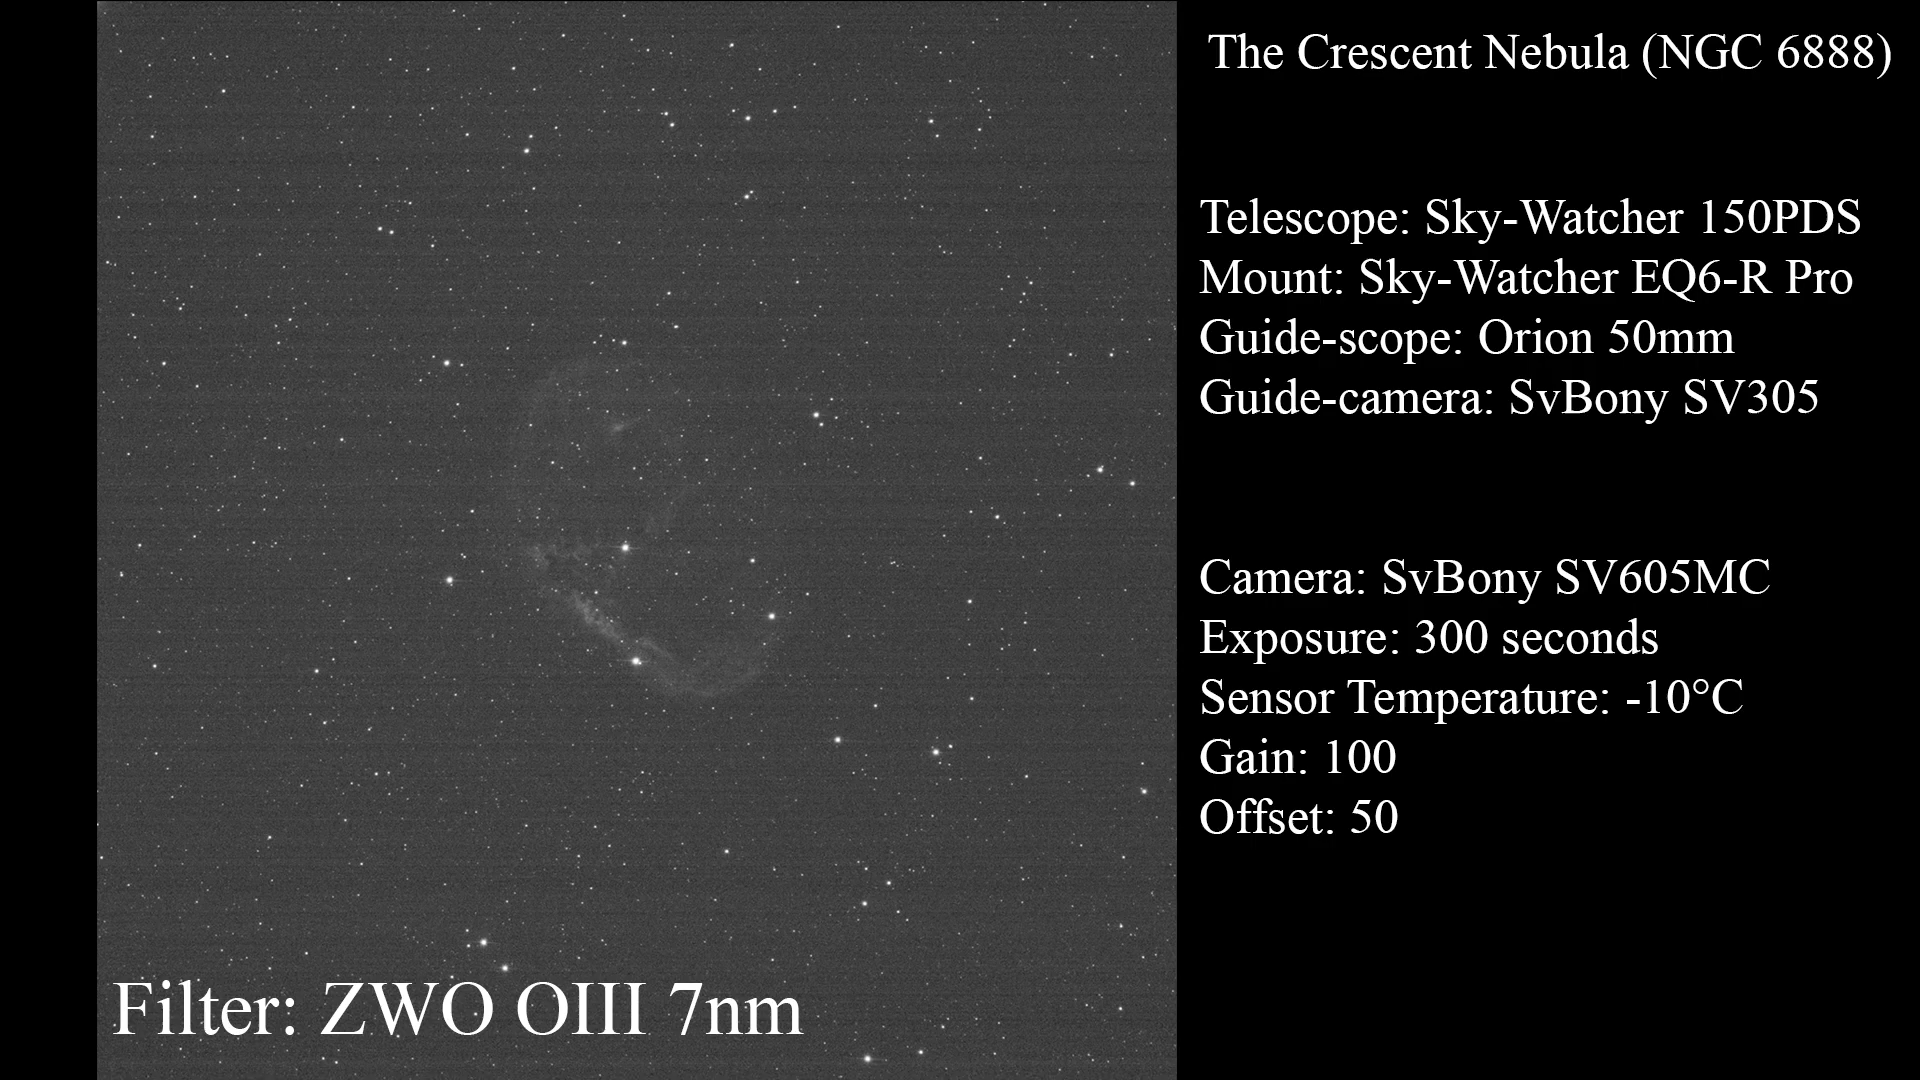 The Crescent Nebula (NGC 6888)
Telescope: Sky-Watcher 150PDS
Mount: Sky-Watcher EQ6-R Pro
Guide-scope: Orion 50mm
Guide-camera: SvBony SV305
Camera: SvBony SV605MC
Exposure: 300 seconds
Sensor Temperature: -10°C
Gain: 100
Offset: 50
Filter: ZWO OIII 7nm